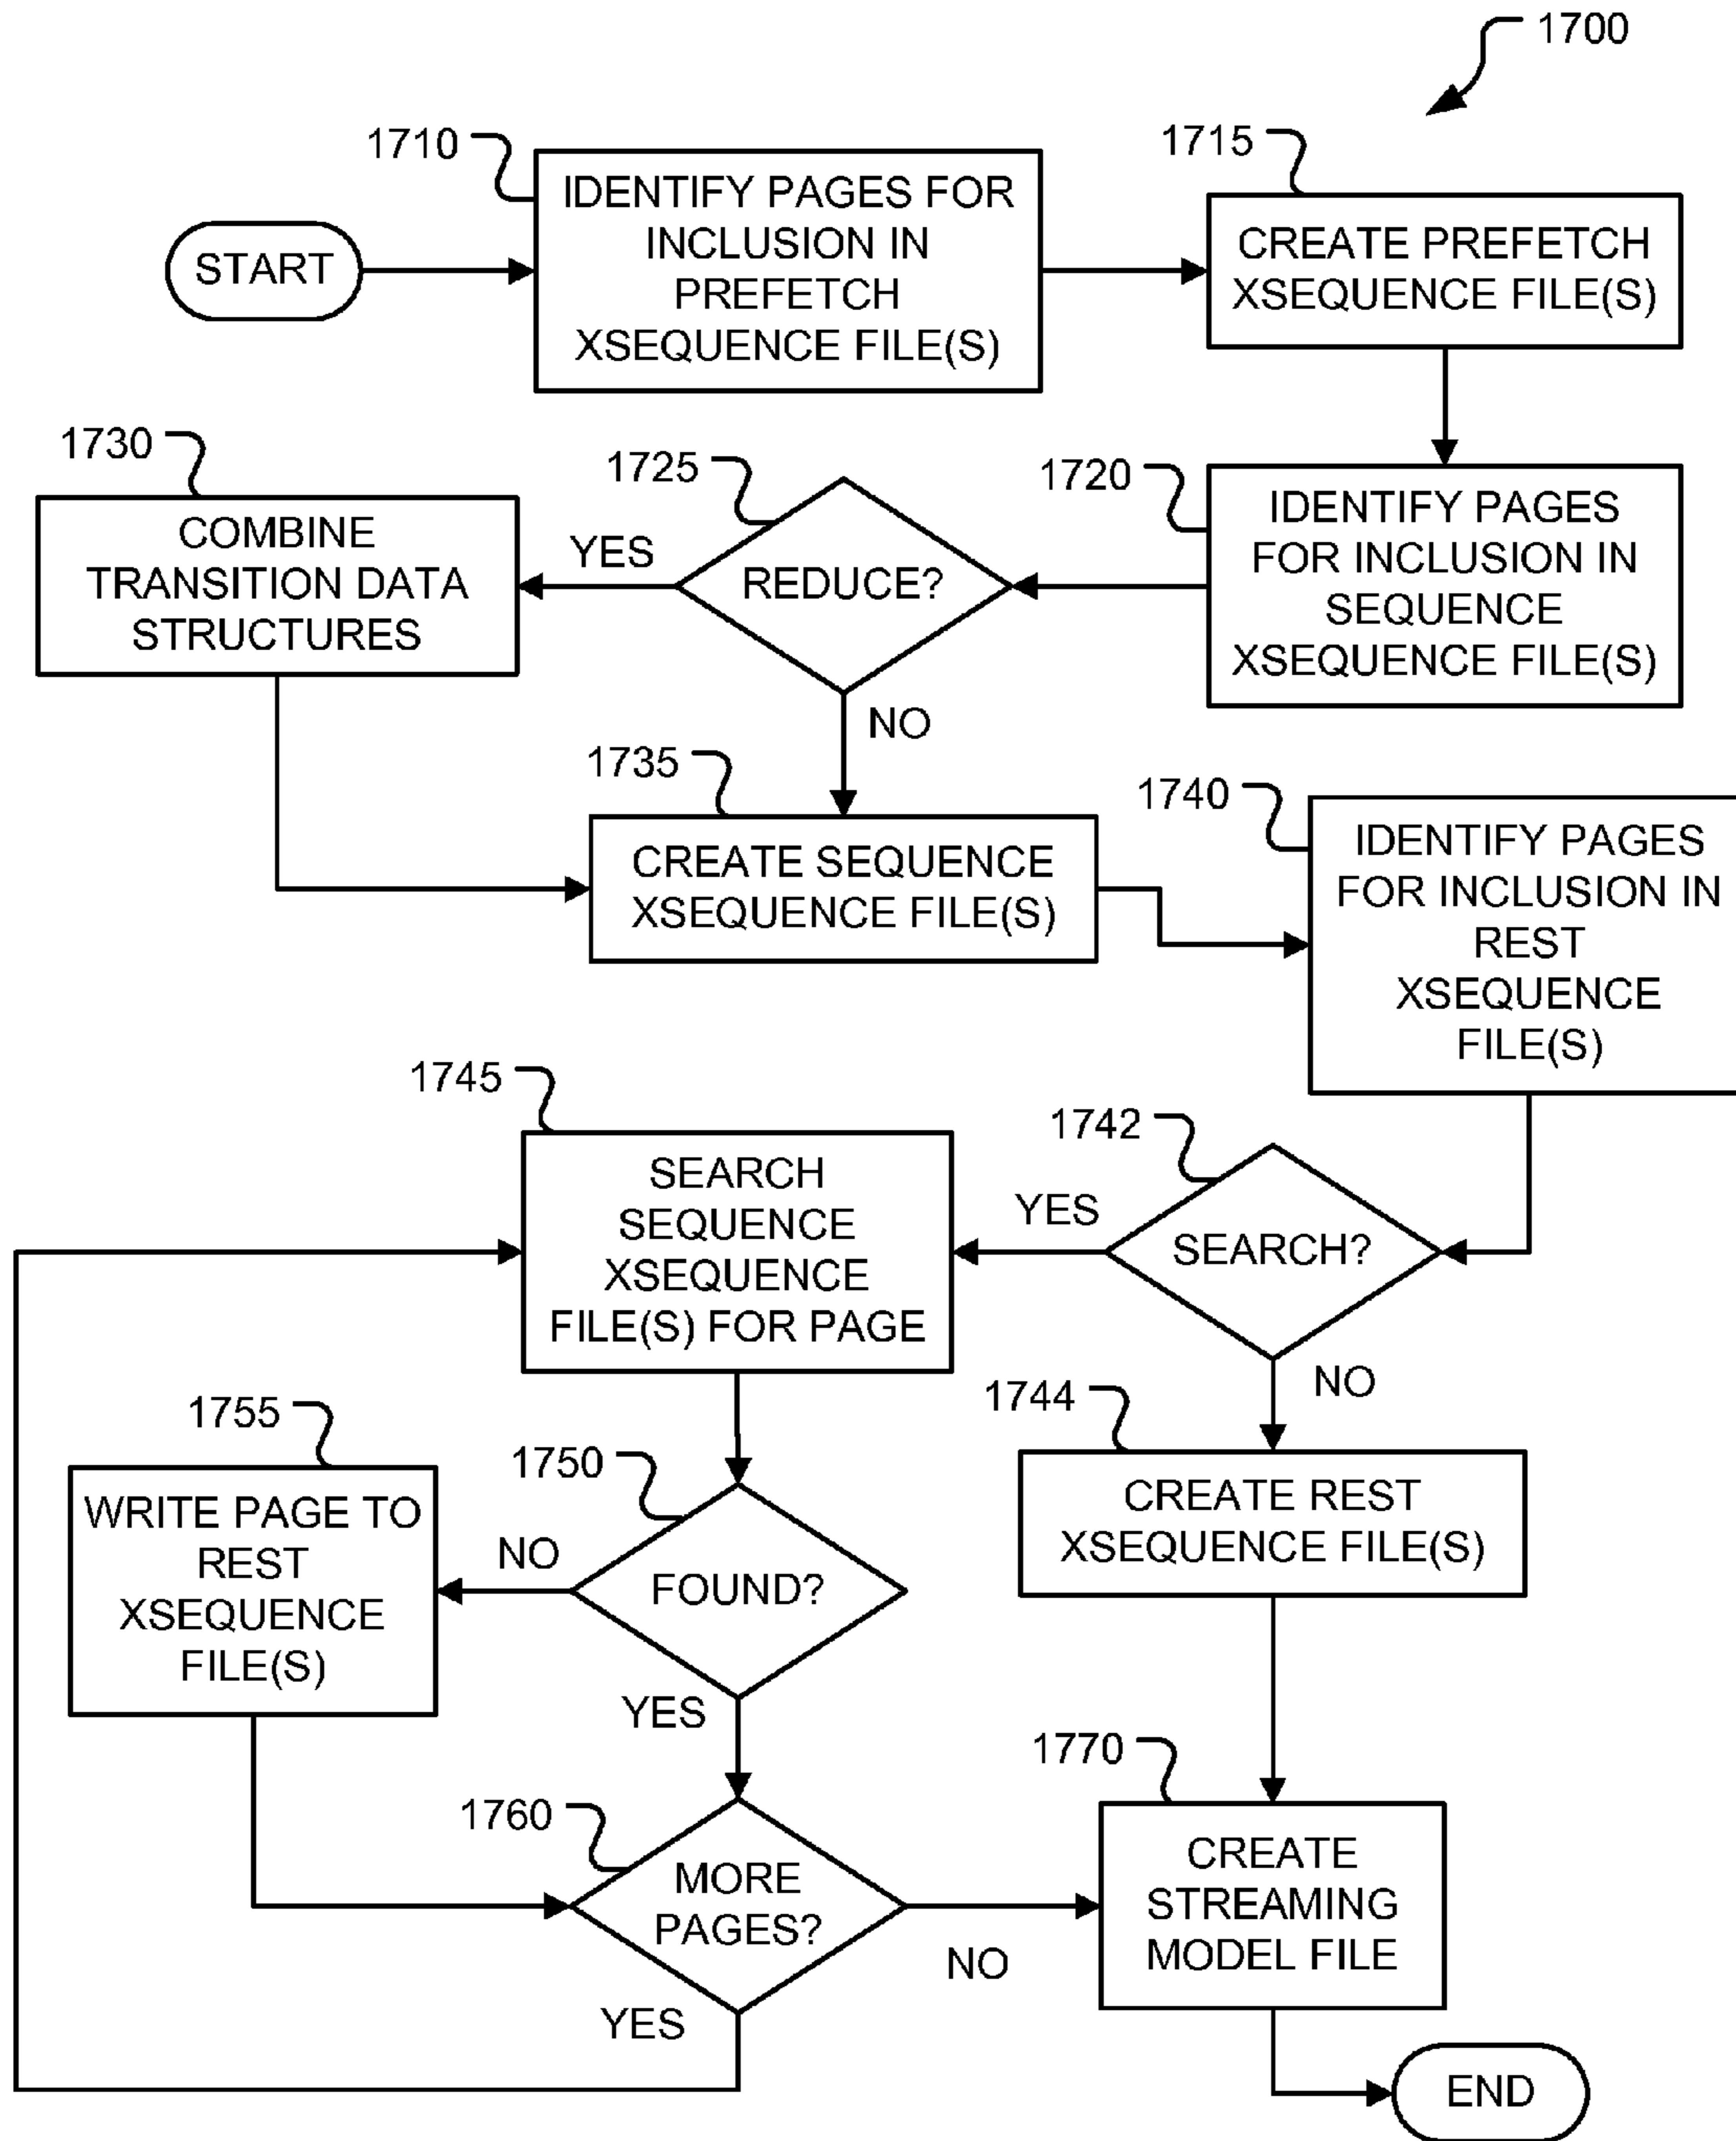 1700
1710
IDENTIFY PAGES FOR
INCLUSION IN
PREFETCH
XSEQUENCE FILE(S)
1715
CREATE PREFETCH
XSEQUENCE FILE(S)
START
1730
COMBINE
TRANSITION DATA
STRUCTURES
YES
1725
REDUCE?
NO
1720
IDENTIFY PAGES
FOR INCLUSION IN
SEQUENCE
XSEQUENCE FILE(S)
1735
CREATE SEQUENCE
XSEQUENCE FILE(S)
1740
IDENTIFY PAGES
FOR INCLUSION IN
REST
XSEQUENCE
FILE(S)
1745
SEARCH
SEQUENCE
XSEQUENCE
FILE(S) FOR PAGE
YES
1742
SEARCH?
NO
1744
CREATE REST
XSEQUENCE FILE(S)
1755
WRITE PAGE TO
REST
XSEQUENCE
FILE(S)
NO
1750
FOUND?
YES
1760
MORE
PAGES?
YES
NO
1770
CREATE
STREAMING
MODEL FILE
END